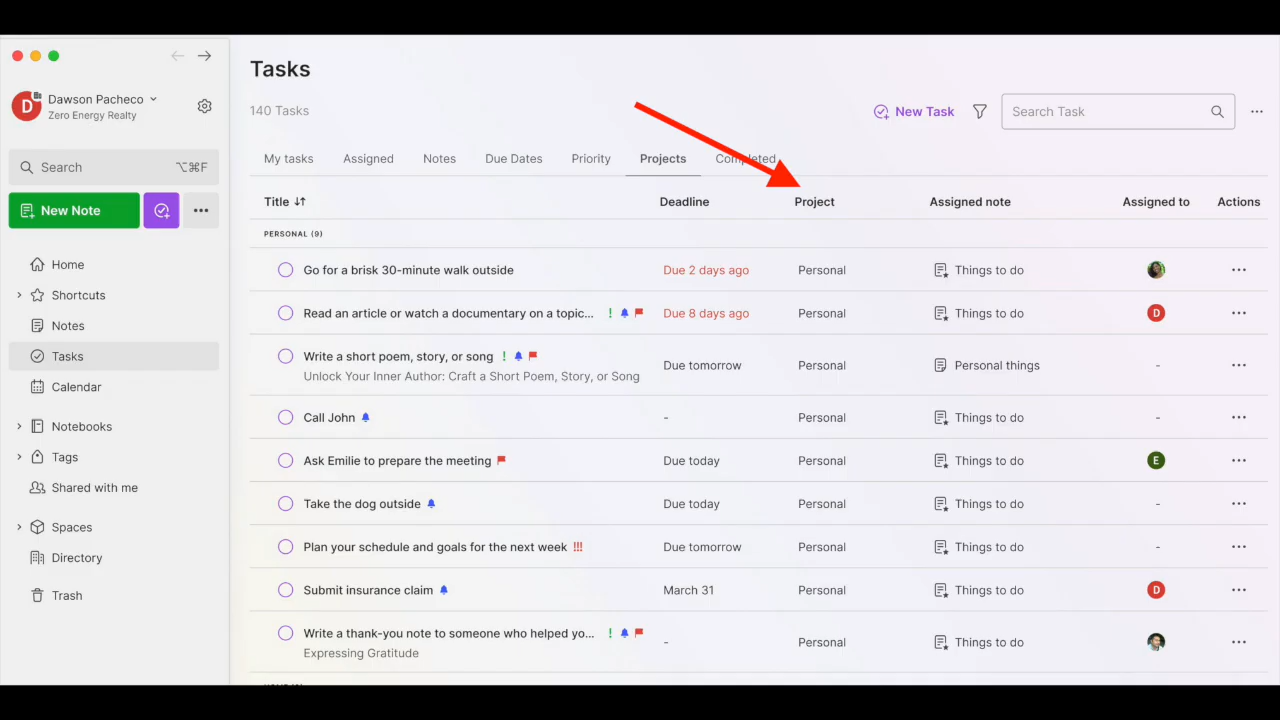 Tasks
D Dawson Pacheco
Zero Energy Realty
140 Tasks
New Task
Search Task
My tasks Assigned Notes Due Dates Priority Projects Completed
Search ⌥⌘F
New Note
Home
Shortcuts
Notes
Tasks
Calendar
Notebooks
Tags
Shared with me
Spaces
Directory
Trash
Title Deadline Project Assigned note Assigned to Actions
PERSONAL (9)
Go for a brisk 30-minute walk outside Due 2 days ago Personal Things to do
Read an article or watch a documentary on a topic... ! Due 8 days ago Personal Things to do D
Write a short poem, story, or song ! Due tomorrow Personal Personal things -
Unlock Your Inner Author: Craft a Short Poem, Story, or Song
Call John - Personal Things to do -
Ask Emilie to prepare the meeting Due today Personal Things to do E
Take the dog outside Due today Personal Things to do -
Plan your schedule and goals for the next week !!! Due tomorrow Personal Things to do -
Submit insurance claim March 31 Personal Things to do D
Write a thank-you note to someone who helped yo... ! - Personal Things to do
Expressing Gratitude